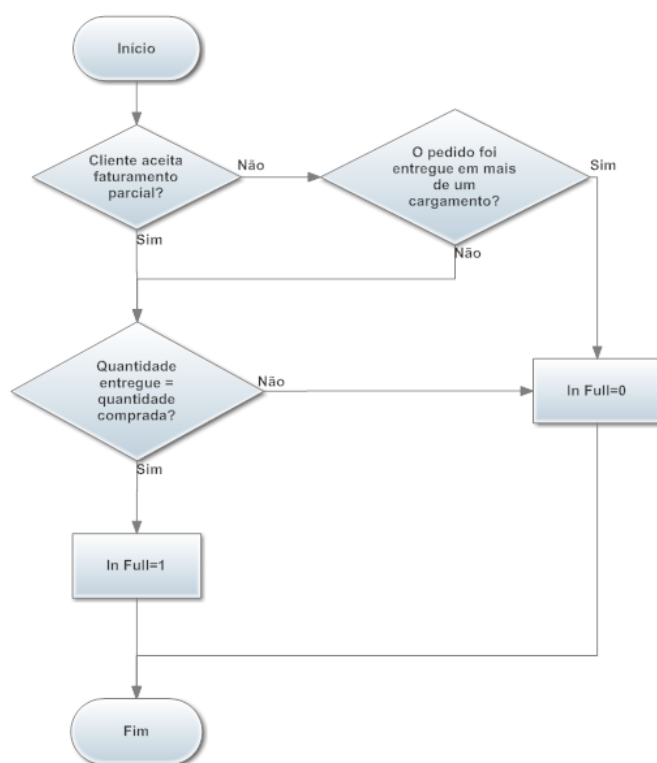 Início
Cliente aceita
faturamento
parcial?
Não
O pedido foi
entregue em mais
de um
cargamento?
Sim
Sim
Não
Quantidade
entregue =
quantidade
comprada?
Não
In Full=0
Sim
In Full=1
Fim